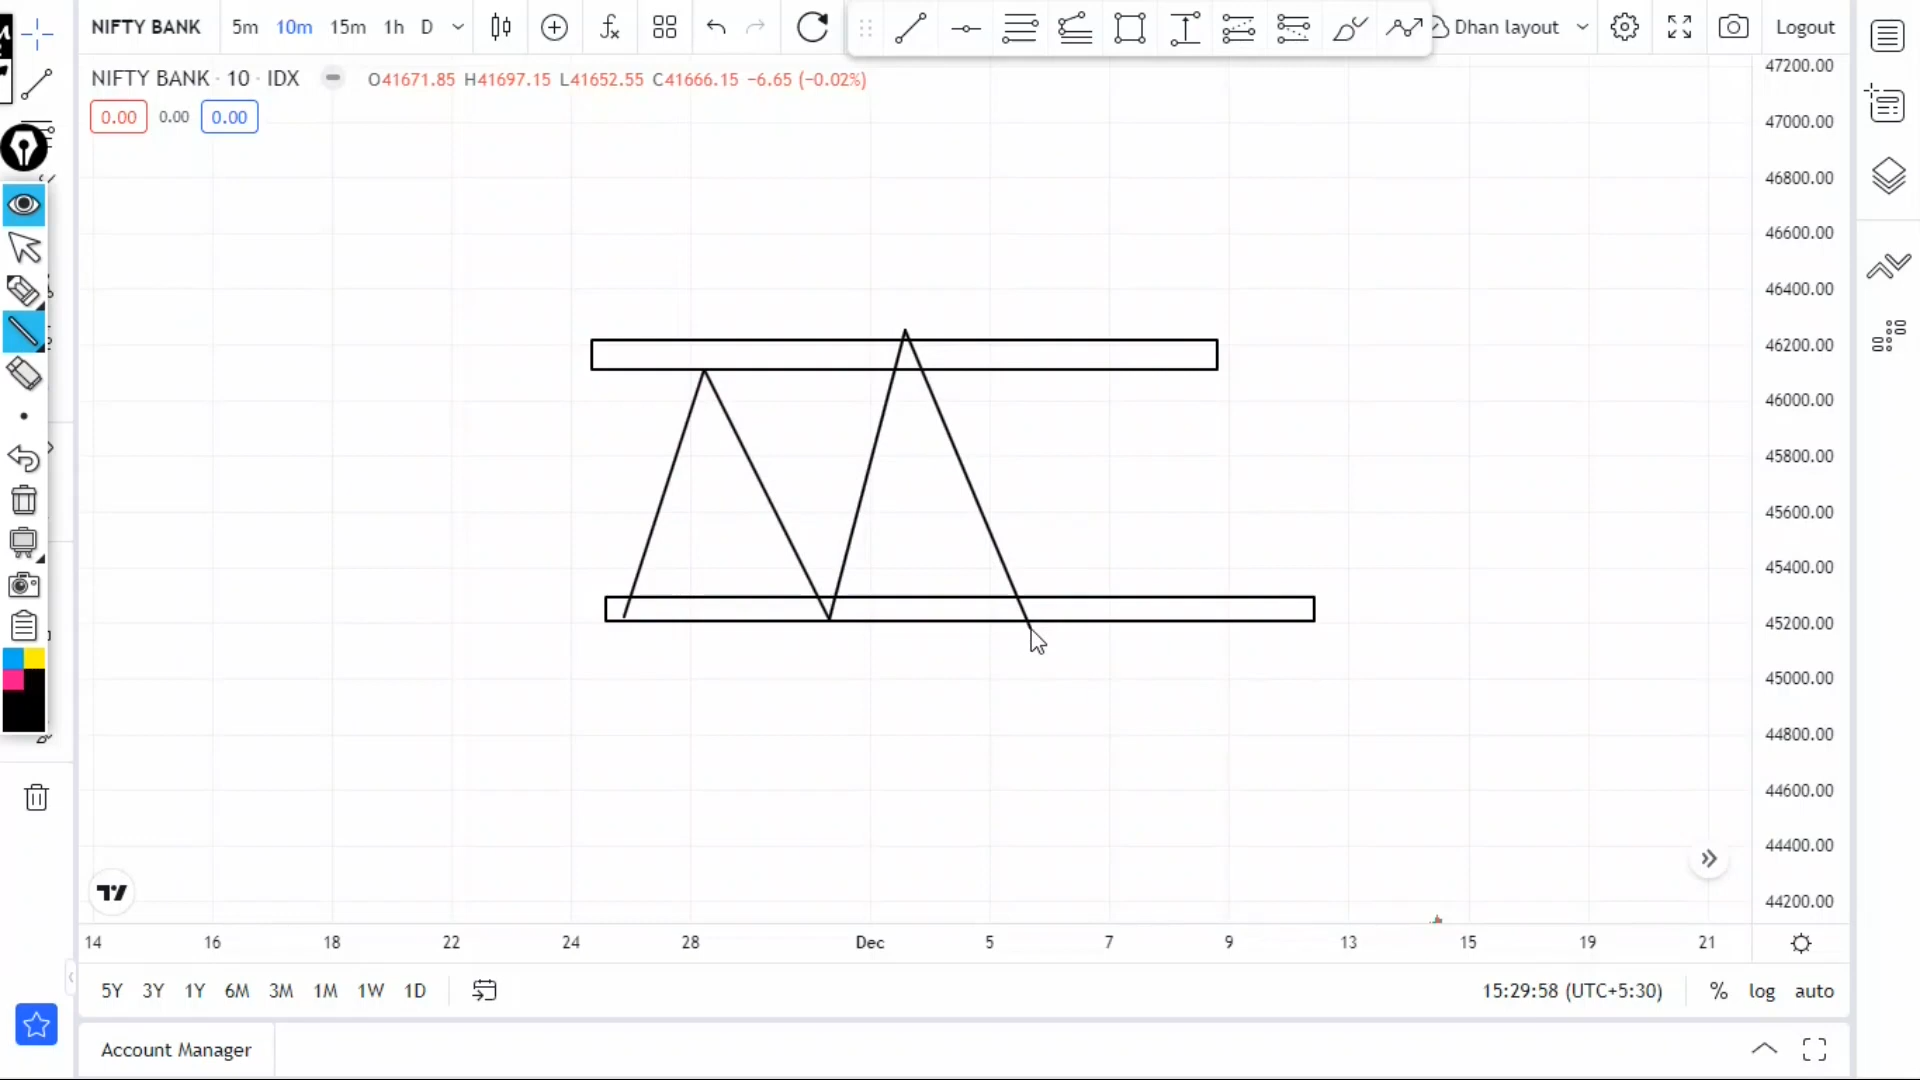 NIFTY BANK 5m 10m 15m 1h D Dhan layout Logout
NIFTY BANK · 10 · IDX O41671.85 H41697.15 L41652.55 C41666.15 −6.65 (−0.02%)
0.00 0.00 0.00
47200.00
47000.00
46800.00
46600.00
46400.00
46200.00
46000.00
45800.00
45600.00
45400.00
45200.00
45000.00
44800.00
44600.00
44400.00
44200.00
14 16 18 22 24 28 Dec 5 7 9 13 15 19 21
5Y 3Y 1Y 6M 3M 1M 1W 1D 15:29:58 (UTC+5:30) % log auto
Account Manager